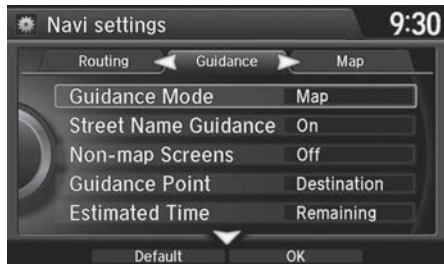 Navi settings 9:30
Routing Guidance Map
Guidance Mode Map
Street Name Guidance On
Non-map Screens Off
Guidance Point Destination
Estimated Time Remaining
Default OK